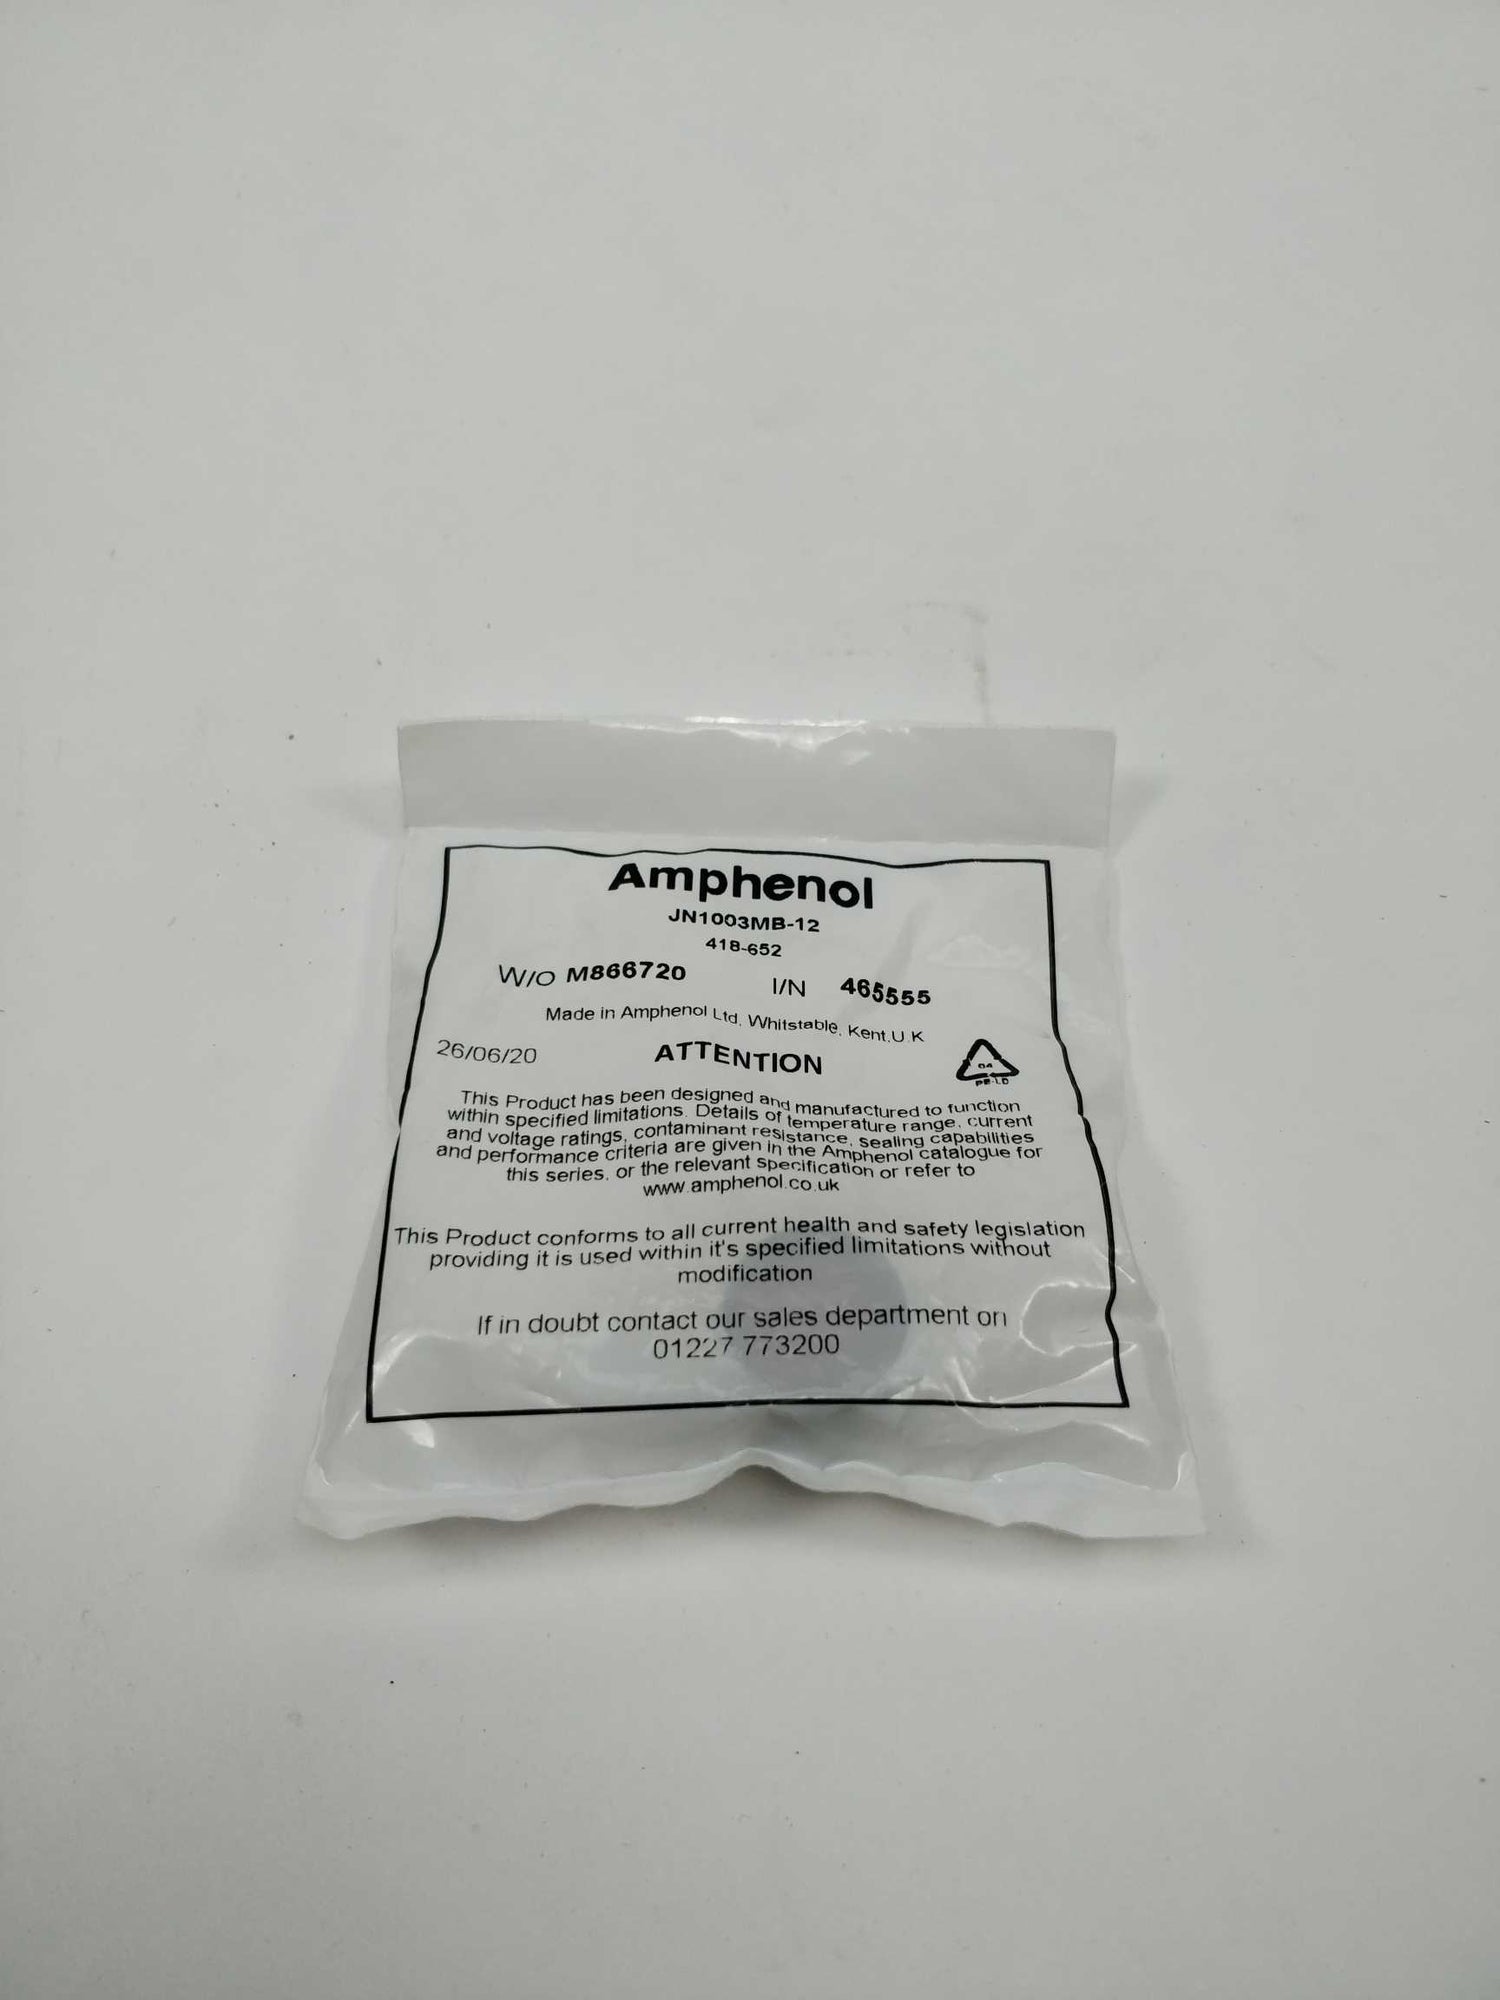 Amphenol
JN1003MB-12
418-652
W/O M866720 I/N 465555
Made in Amphenol Ltd, Whitstable, Kent,U.K
26/06/20 ATTENTION
04
PE-LD
This Product has been designed and manufactured to function
within specified limitations. Details of temperature range, current
and voltage ratings, contaminant resistance, sealing capabilities
and performance criteria are given in the Amphenol catalogue for
this series, or the relevant specification or refer to
www.amphenol.co.uk
This Product conforms to all current health and safety legislation
providing it is used within it's specified limitations without
modification
If in doubt contact our sales department on
01227 773200